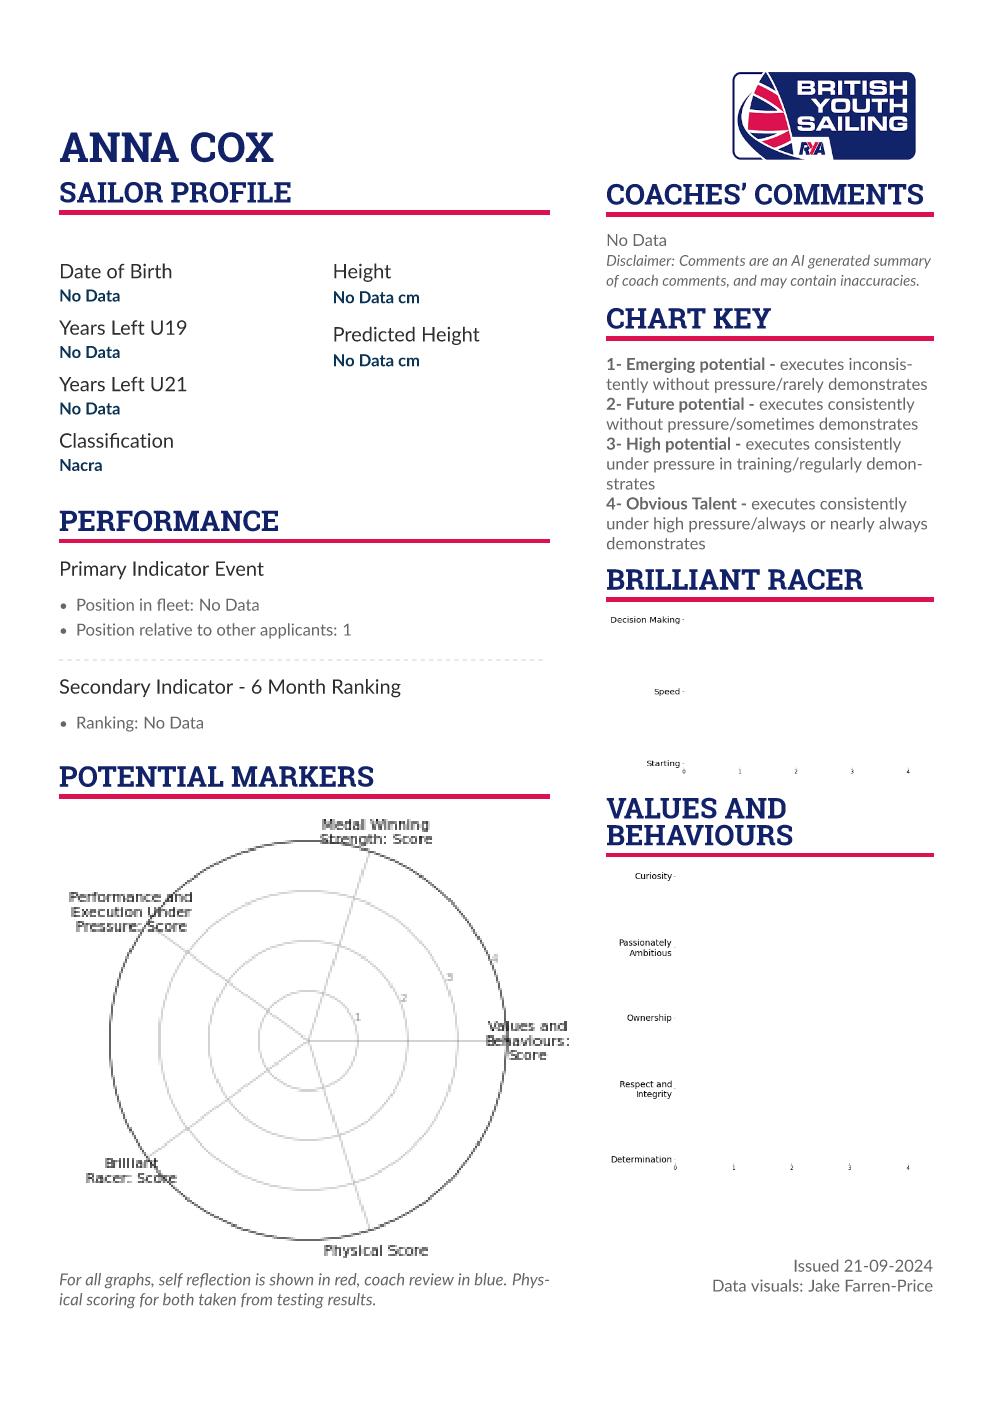 BRITISH
YOUTH
SAILING
RYA
ANNA COX
SAILOR PROFILE
Date of Birth
No Data
Years Left U19
No Data
Years Left U21
No Data
Classification
Nacra
Height
No Data cm
Predicted Height
No Data cm
PERFORMANCE
Primary Indicator Event
• Position in fleet: No Data
• Position relative to other applicants: 1
Secondary Indicator - 6 Month Ranking
• Ranking: No Data
POTENTIAL MARKERS
Medal Winning
Strength: Score
Performance and
Execution Under
Pressure: Score
4
3
2
1
Values and
Behaviours:
Score
Brilliant
Racer: Score
Physical Score
For all graphs, self reflection is shown in red, coach review in blue. Phys-
ical scoring for both taken from testing results.
COACHES’ COMMENTS
No Data
Disclaimer: Comments are an AI generated summary
of coach comments, and may contain inaccuracies.
CHART KEY
1- Emerging potential - executes inconsis-
tently without pressure/rarely demonstrates
2- Future potential - executes consistently
without pressure/sometimes demonstrates
3- High potential - executes consistently
under pressure in training/regularly demon-
strates
4- Obvious Talent - executes consistently
under high pressure/always or nearly always
demonstrates
BRILLIANT RACER
Decision Making
Speed
Starting
0 1 2 3 4
VALUES AND
BEHAVIOURS
Curiosity
Passionately
Ambitious
Ownership
Respect and
Integrity
Determination
0 1 2 3 4
Issued 21-09-2024
Data visuals: Jake Farren-Price